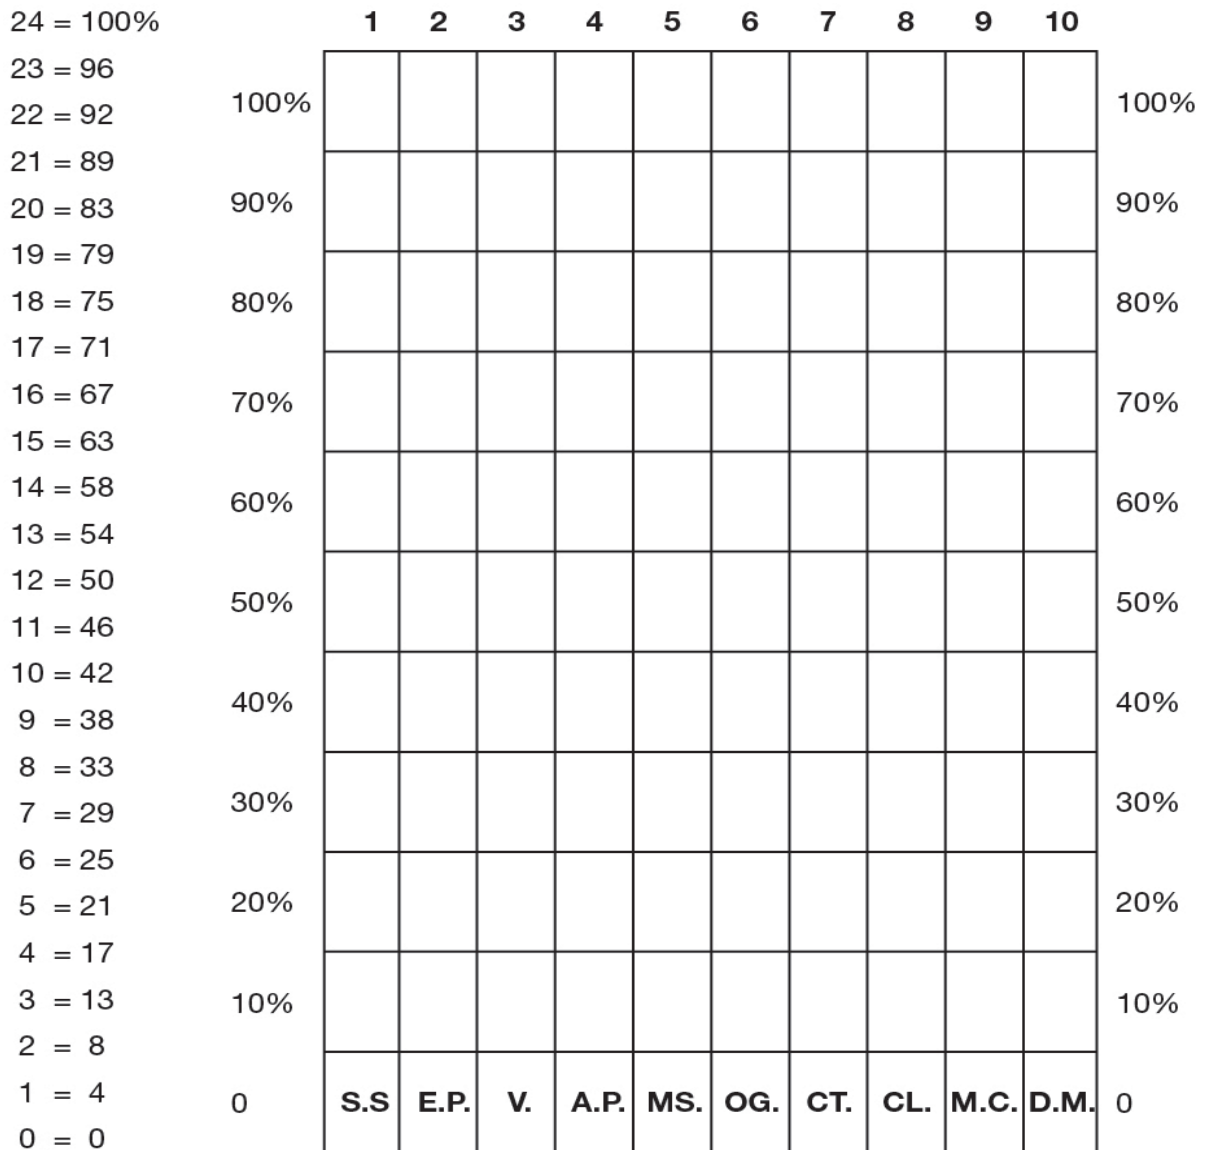 24 = 100%
23 = 96
22 = 92
21 = 89
20 = 83
19 = 79
18 = 75
17 = 71
16 = 67
15 = 63
14 = 58
13 = 54
12 = 50
11 = 46
10 = 42
9 = 38
8 = 33
7 = 29
6 = 25
5 = 21
4 = 17
3 = 13
2 = 8
1 = 4
0 = 0
1 2 3 4 5 6 7 8 9 10
100% 100%
90% 90%
80% 80%
70% 70%
60% 60%
50% 50%
40% 40%
30% 30%
20% 20%
10% 10%
0 S.S E.P. V. A.P. MS. OG. CT. CL. M.C. D.M. 0